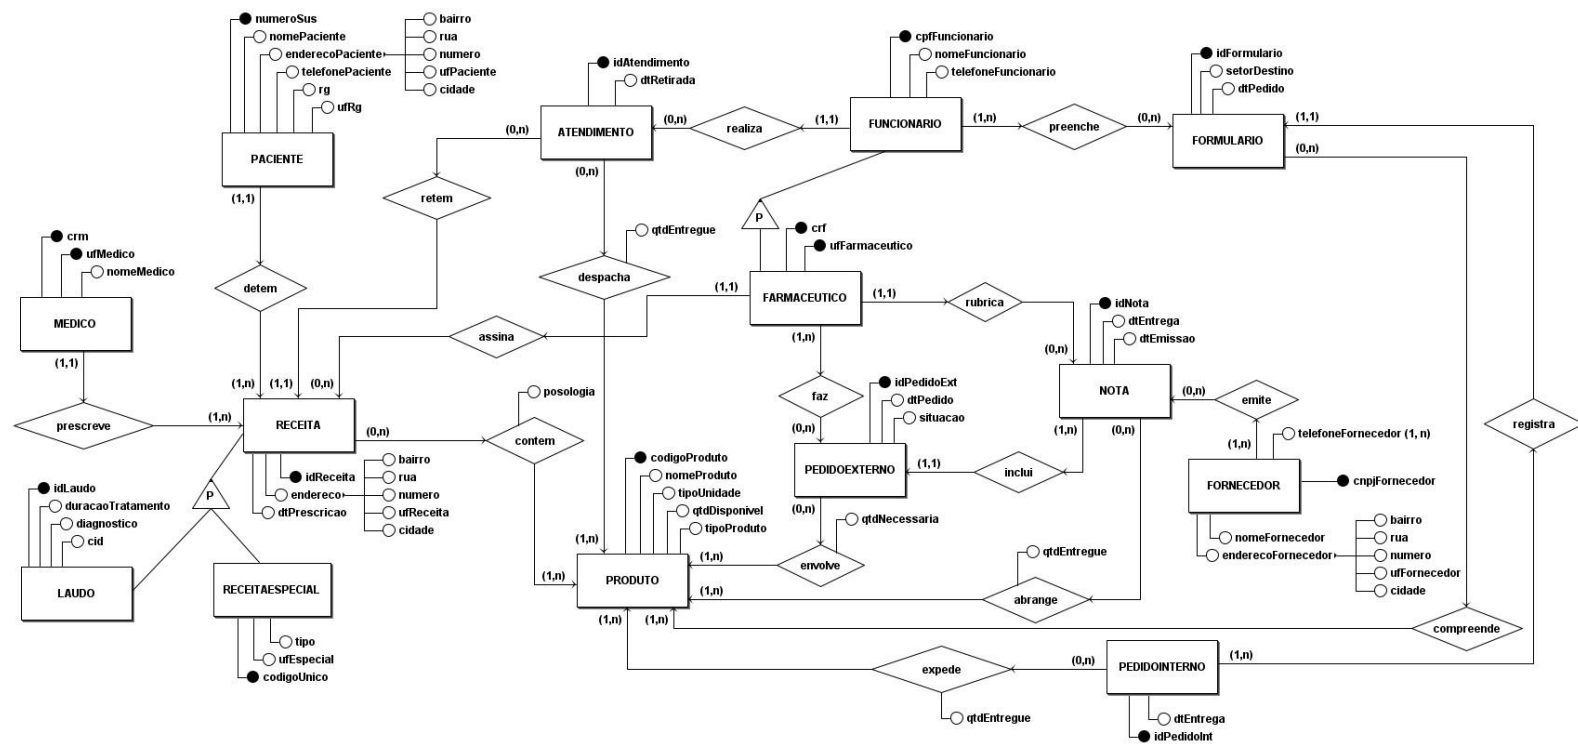 numeroSus
nomePaciente
enderecoPaciente
telefonePaciente
rg
ufRg
bairro
rua
numero
ufPaciente
cidade
PACIENTE
(1,1)
idAtendimento
dtRetirada
ATENDIMENTO
(0,n)
(0,n)
(0,n)
realiza
(1,1)
cpfFuncionario
nomeFuncionario
telefoneFuncionario
FUNCIONARIO
(1,n)
preenche
(0,n)
idFormulario
setorDestino
dtPedido
FORMULARIO
(1,1)
(0,n)
retem
qtdEntregue
despacha
P
crm
ufMedico
nomeMedico
MEDICO
(1,1)
detem
crf
ufFarmaceutico
FARMACEUTICO
(1,1)
(1,1)
(1,n)
rubrica
assina
idNota
dtEntrega
dtEmissao
NOTA
(0,n)
(0,n)
(1,n)
(0,n)
emite
(1,n)
registra
prescreve
(1,n)
(1,n)
(1,1)
(0,n)
RECEITA
(0,n)
posologia
contem
faz
(0,n)
idPedidoExt
dtPedido
situacao
PEDIDOEXTERNO
(1,1)
(0,n)
inclui
telefoneFornecedor (1, n)
FORNECEDOR
cnpjFornecedor
nomeFornecedor
enderecoFornecedor
bairro
rua
numero
ufFornecedor
cidade
idReceita
endereco
dtPrescricao
bairro
rua
numero
ufReceita
cidade
P
idLaudo
duracaoTratamento
diagnostico
cid
LAUDO
RECEITAESPECIAL
tipo
ufEspecial
codigoUnico
codigoProduto
nomeProduto
tipoUnidade
qtdDisponivel
tipoProduto
PRODUTO
(1,n)
(1,n)
(1,n)
(1,n)
(1,n)
(1,n)
qtdNecessaria
envolve
qtdEntregue
abrange
compreende
expede
qtdEntregue
(0,n)
PEDIDOINTERNO
(1,n)
dtEntrega
idPedidoInt